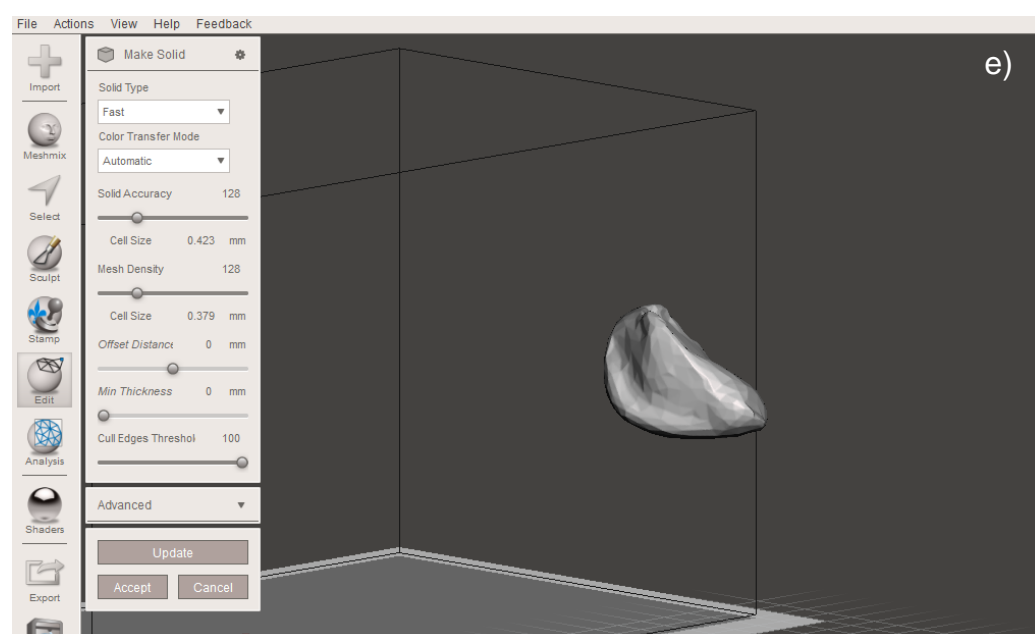 File Actions View Help Feedback
e)
Import
Meshmix
Select
Sculpt
Stamp
Edit
Analysis
Shaders
Export
Make Solid
Solid Type
Fast
Color Transfer Mode
Automatic
Solid Accuracy 128
Cell Size 0.423 mm
Mesh Density 128
Cell Size 0.379 mm
Offset Distance 0 mm
Min Thickness 0 mm
Cull Edges Threshol 100
Advanced
Update
Accept Cancel